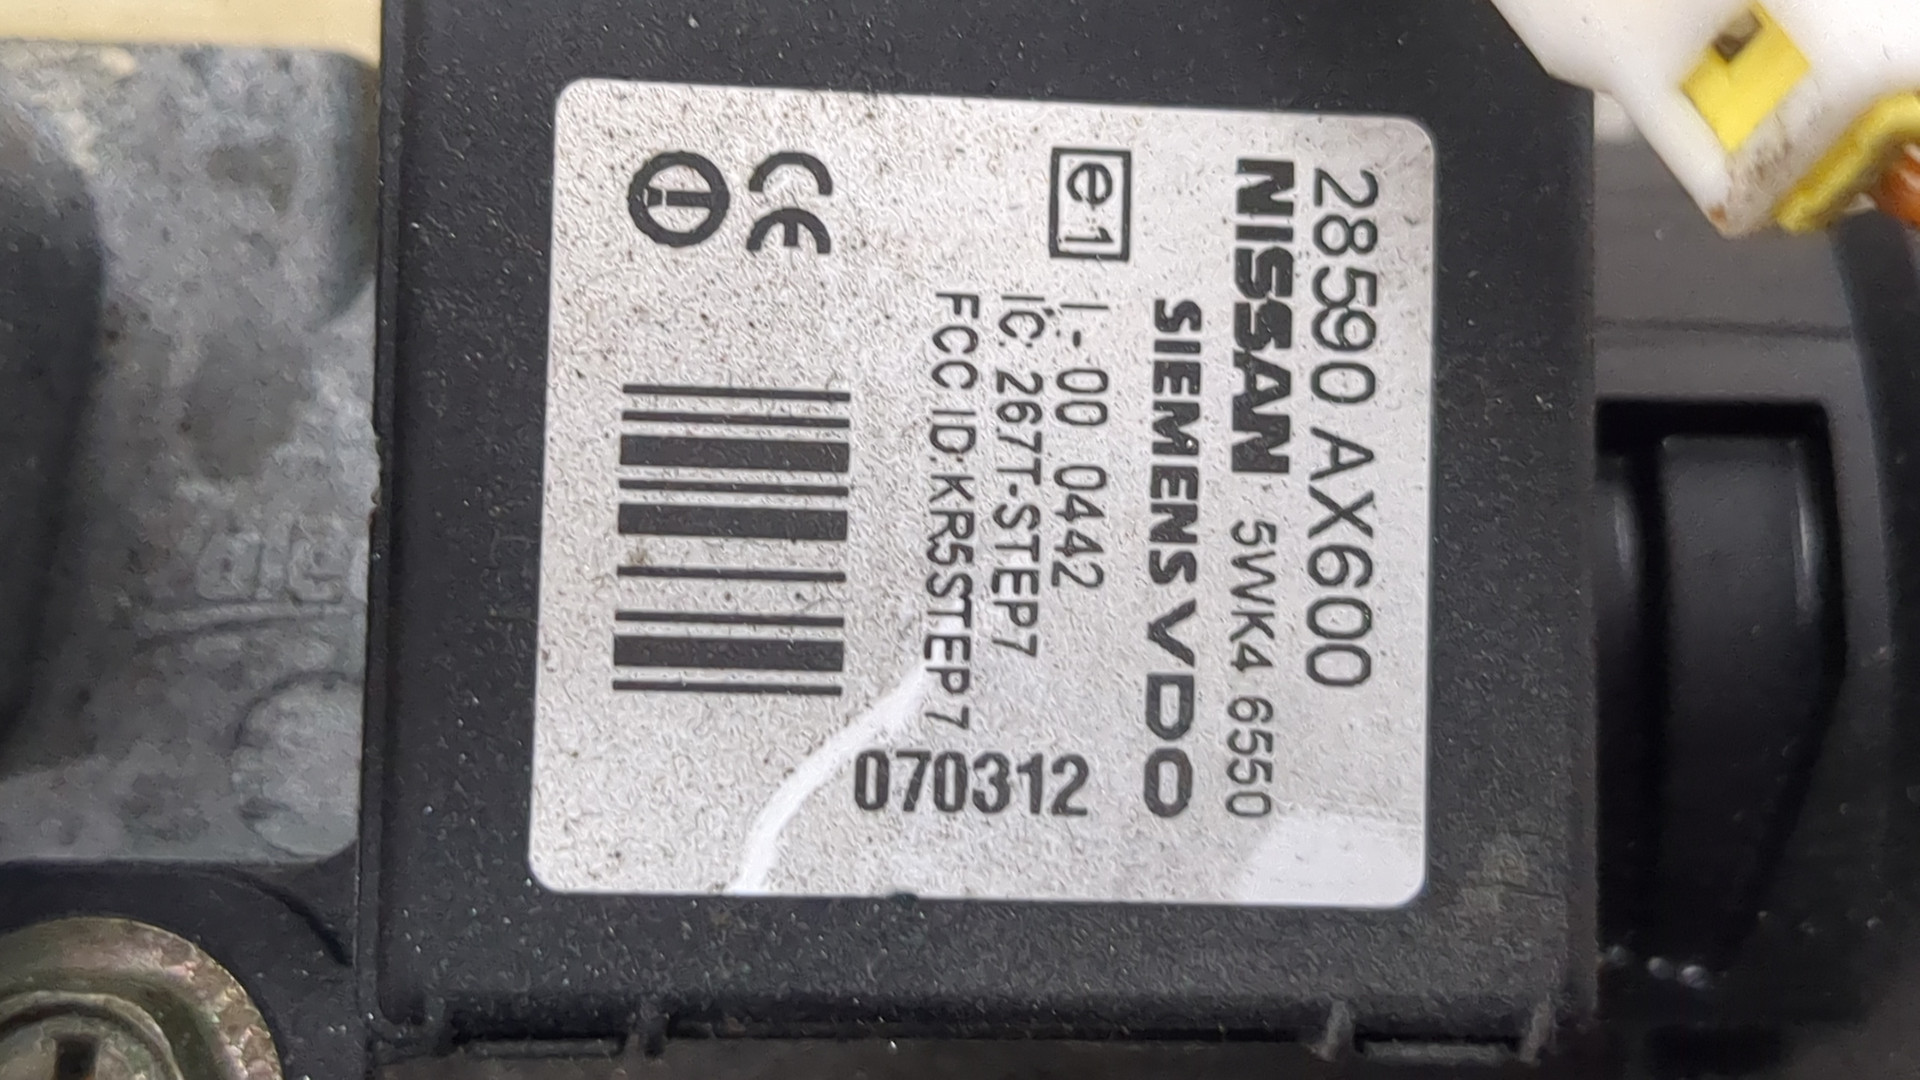 28590 AX600
NISSAN 5WK4 6550
SIEMENS VDO
e1 I - 00 0442
IC: 267T-STEP7
FCC ID:KR5STEP7
070312
CE